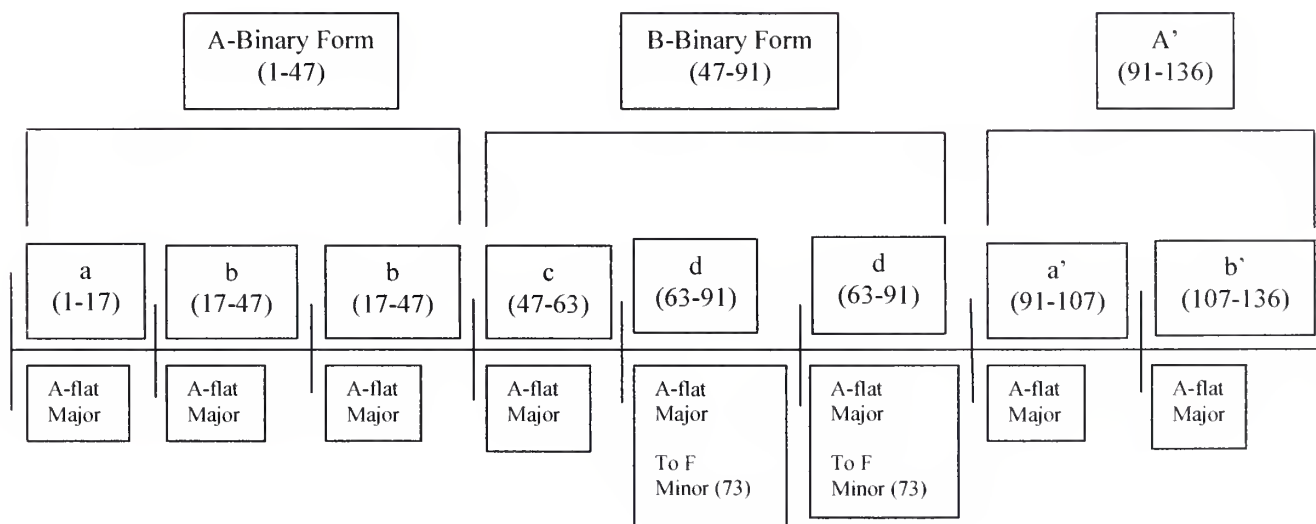 A-Binary Form
(1-47)
B-Binary Form
(47-91)
A’
(91-136)
a
(1-17)
b
(17-47)
b
(17-47)
c
(47-63)
d
(63-91)
d
(63-91)
a’
(91-107)
b’
(107-136)
A-flat
Major
A-flat
Major
A-flat
Major
A-flat
Major
A-flat
Major
To F
Minor (73)
A-flat
Major
To F
Minor (73)
A-flat
Major
A-flat
Major